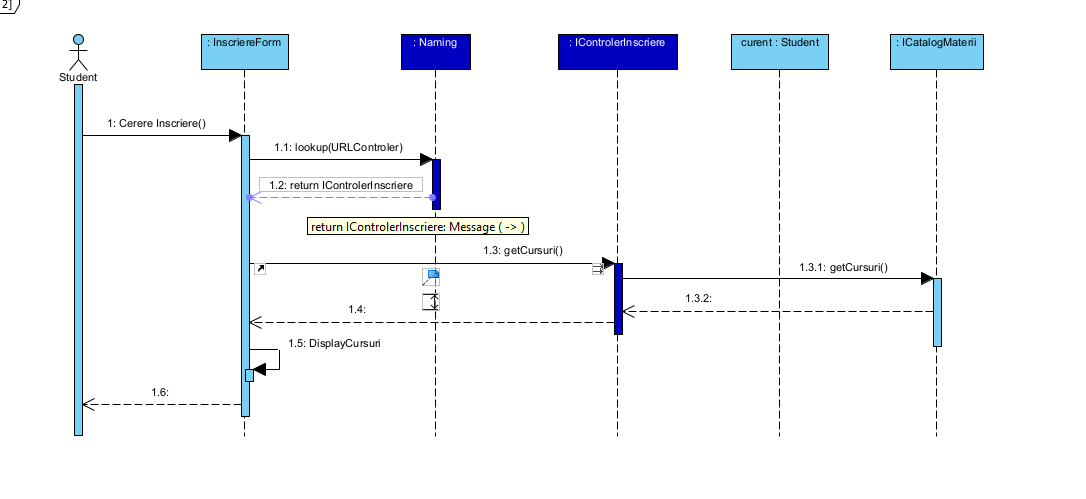 2]
: InscriereForm
: Naming
: IControlerInscriere
curent : Student
: ICatalogMaterii
Student
1: Cerere Inscriere()
1.1: lookup(URLControler)
1.2: return IControlerInscriere
return IControlerInscriere: Message ( -> )
1.3: getCursuri()
1.3.1: getCursuri()
1.3.2:
1.4:
1.5: DisplayCursuri
1.6: